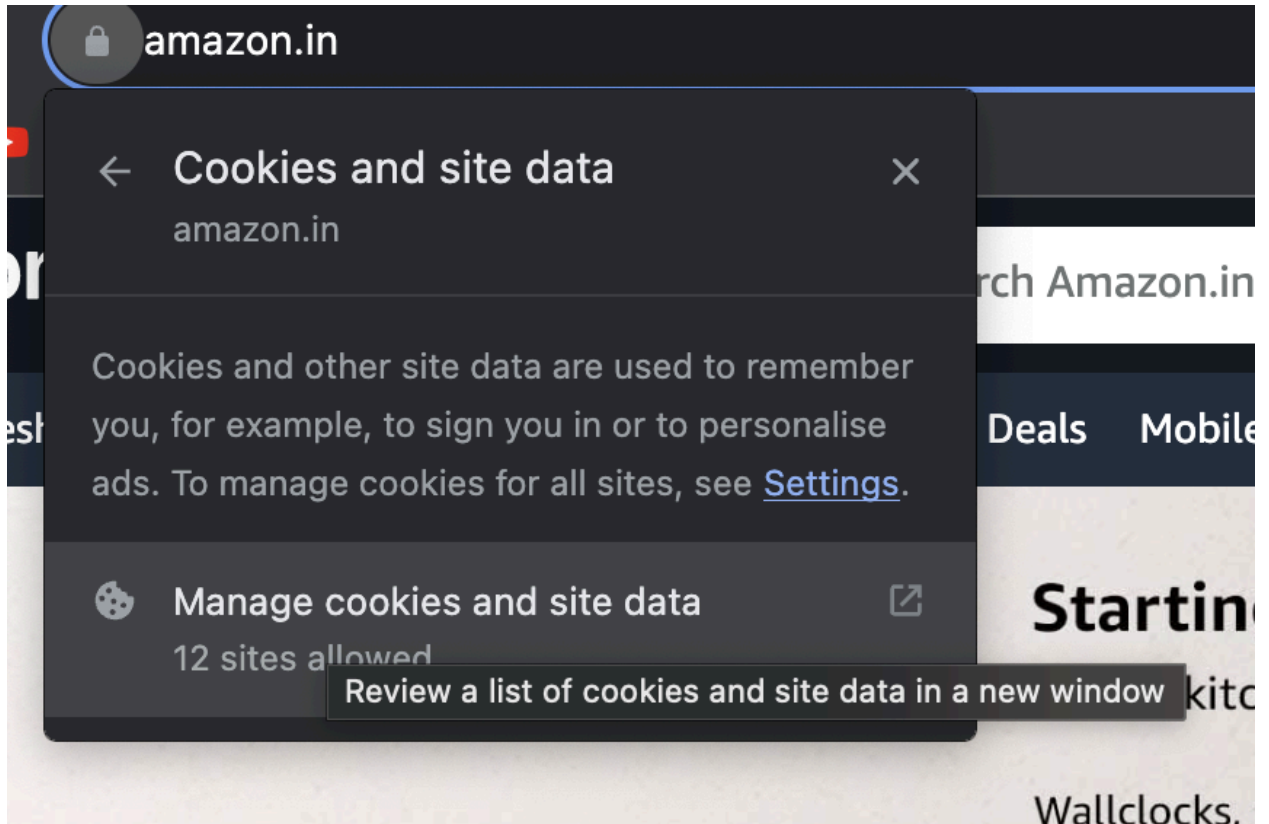 amazon.in
Cookies and site data
amazon.in
rch Amazon.in
Cookies and other site data are used to remember
you, for example, to sign you in or to personalise
ads. To manage cookies for all sites, see Settings.
Deals Mobile
Manage cookies and site data
12 sites allowed
Review a list of cookies and site data in a new window
Starting
kitc
Wallclocks,